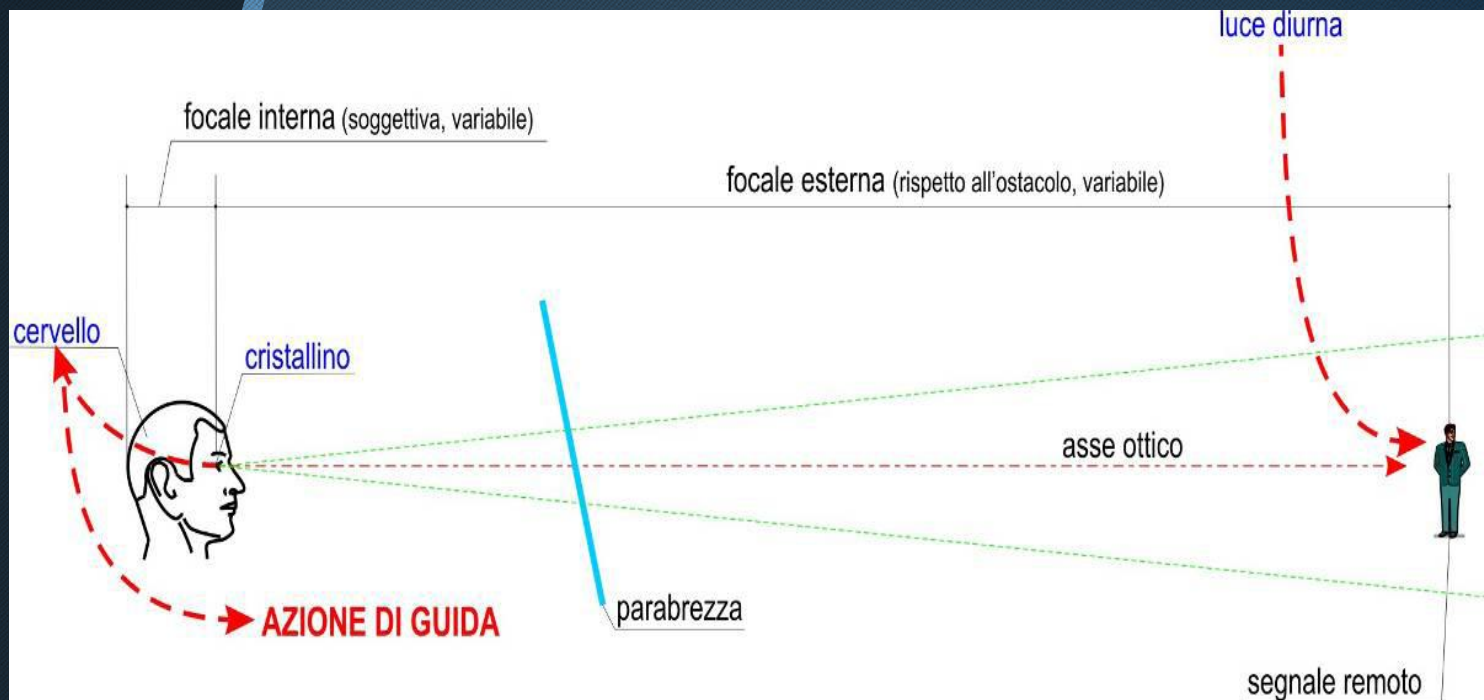 luce diurna
focale interna (soggettiva, variabile)
focale esterna (rispetto all'ostacolo, variabile)
cervello
cristallino
asse ottico
AZIONE DI GUIDA
parabrezza
segnale remoto